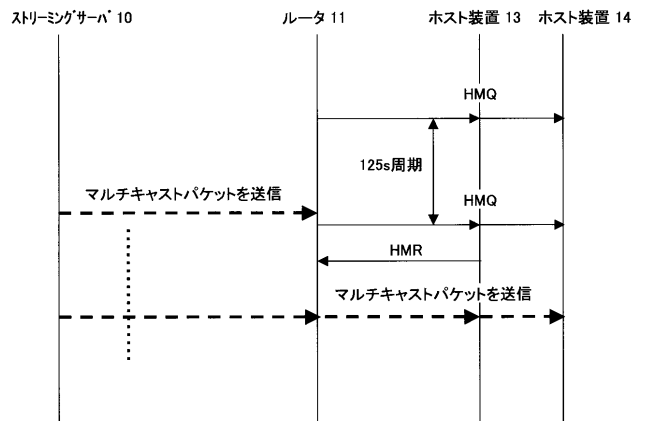 ストリーミングサーバ 10
ルータ 11
ホスト装置 13
ホスト装置 14
HMQ
125s周期
マルチキャストパケットを送信
HMQ
HMR
マルチキャストパケットを送信